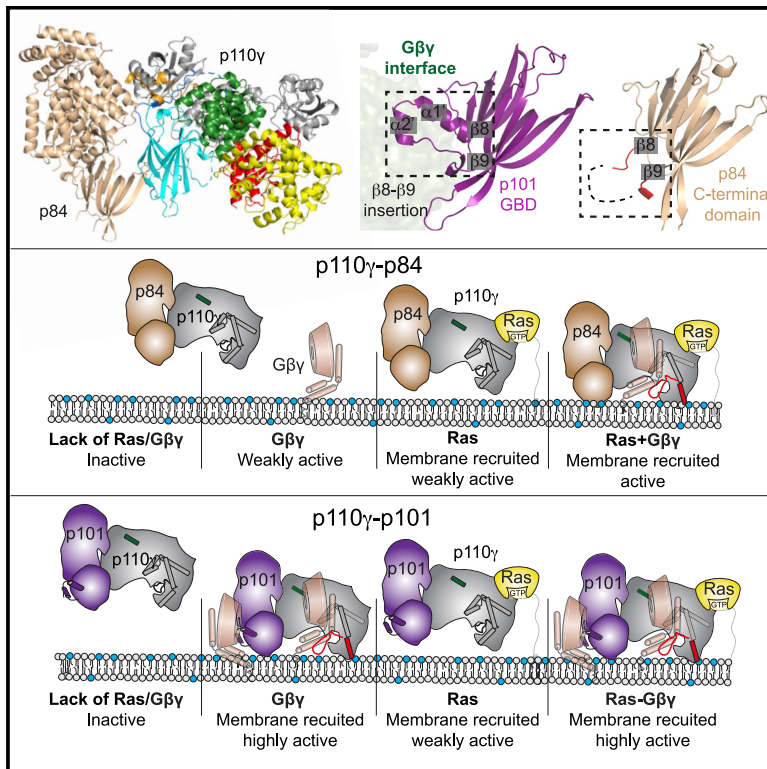 p110γ
p84
Gβγ
interface
α2'
α1'
β8
β9
β8-β9
insertion
p101
GBD
β8
β9
p84
C-terminal
domain
p110γ-p84
p84
p110γ
Gβγ
p84
p110γ
Ras
GTP
p84
Ras
GTP
Lack of Ras/Gβγ
Inactive
Gβγ
Weakly active
Ras
Membrane recruited
weakly active
Ras+Gβγ
Membrane recruited
active
p110γ-p101
p101
p110γ
p101
p101
p110γ
Ras
GTP
p101
Ras
GTP
Lack of Ras/Gβγ
Inactive
Gβγ
Membrane recuited
highly active
Ras
Membrane recruited
weakly active
Ras-Gβγ
Membrane recruited
highly active